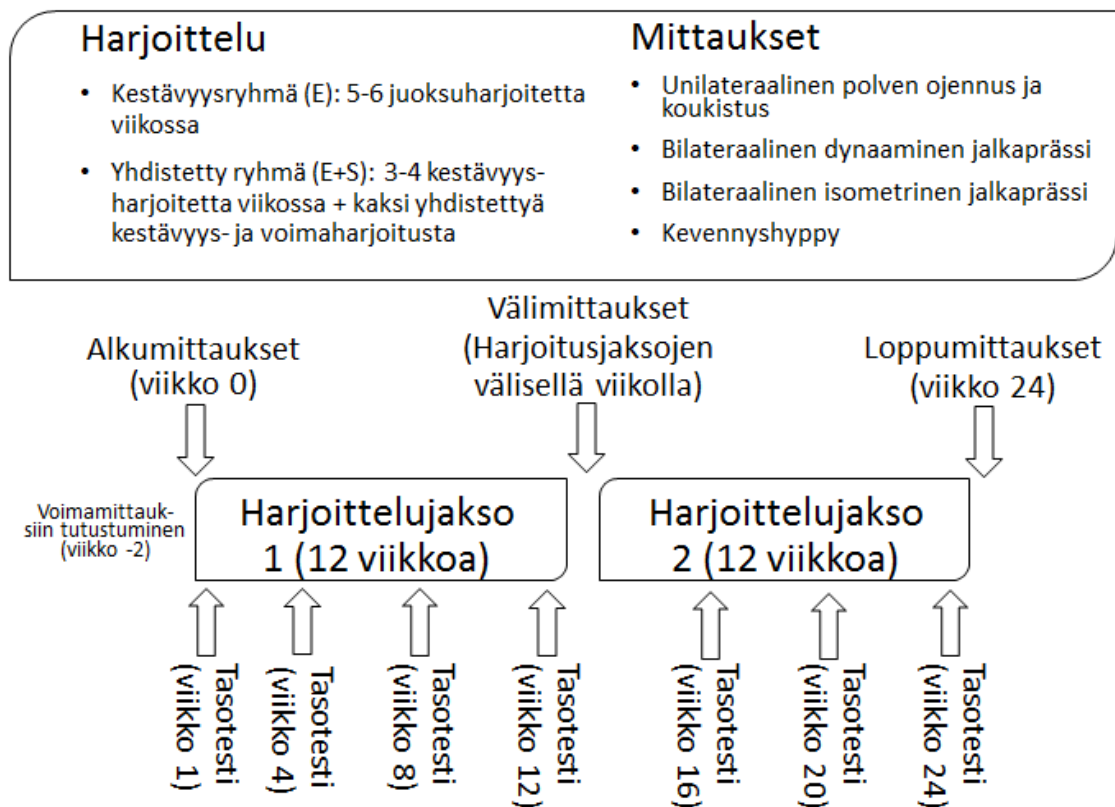 Harjoittelu
• Kestävyysryhmä (E): 5-6 juoksuharjoitetta
viikossa
• Yhdistetty ryhmä (E+S): 3-4 kestävyys-
harjoitetta viikossa + kaksi yhdistettyä
kestävyys- ja voimaharjoitusta
Mittaukset
• Unilateraalinen polven ojennus ja
koukistus
• Bilateraalinen dynaaminen jalkaprässi
• Bilateraalinen isometrinen jalkaprässi
• Kevennyshyppy
Alkumittaukset
(viikko 0)
Välimittaukset
(Harjoitusjaksojen
välisellä viikolla)
Loppumittaukset
(viikko 24)
Voimamittauk-
siin tutustuminen
(viikko -2)
Harjoittelujakso
1 (12 viikkoa)
Harjoittelujakso
2 (12 viikkoa)
Tasotesti
(viikko 1)
Tasotesti
(viikko 4)
Tasotesti
(viikko 8)
Tasotesti
(viikko 12)
Tasotesti
(viikko 16)
Tasotesti
(viikko 20)
Tasotesti
(viikko 24)